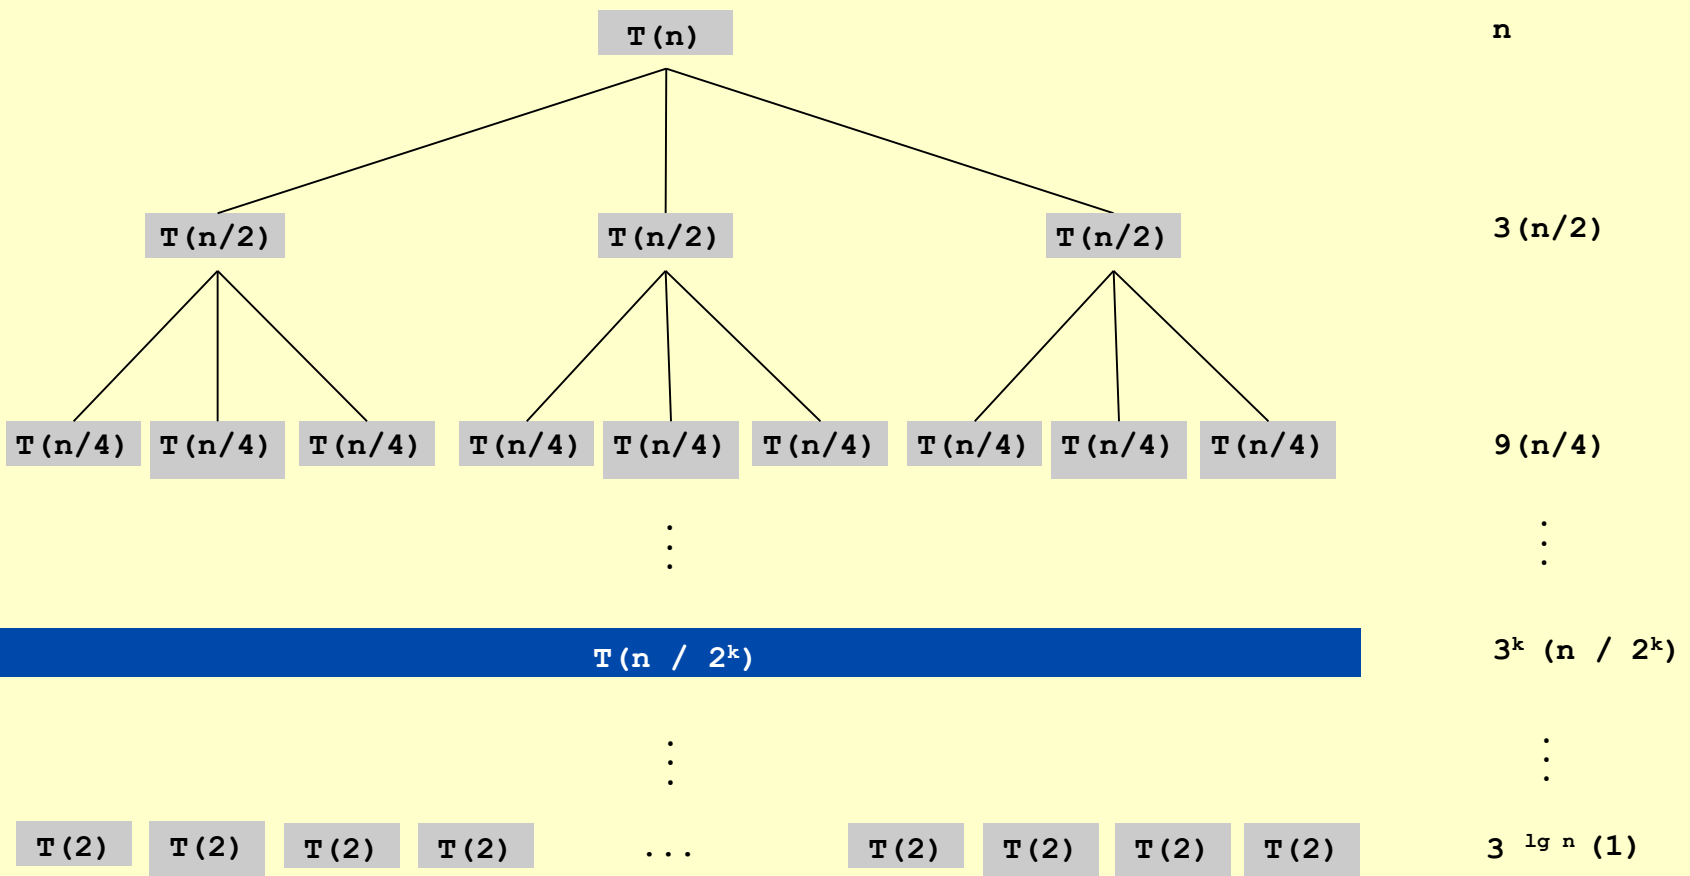 T(n) n
T(n/2) T(n/2) T(n/2) 3(n/2)
T(n/4) T(n/4) T(n/4) T(n/4) T(n/4) T(n/4) T(n/4) T(n/4) T(n/4) 9(n/4)
. .
. .
. .
T(n / 2ᵏ) 3ᵏ (n / 2ᵏ)
. .
. .
. .
T(2) T(2) T(2) T(2) ... T(2) T(2) T(2) T(2) 3 ˡᵍ ⁿ (1)